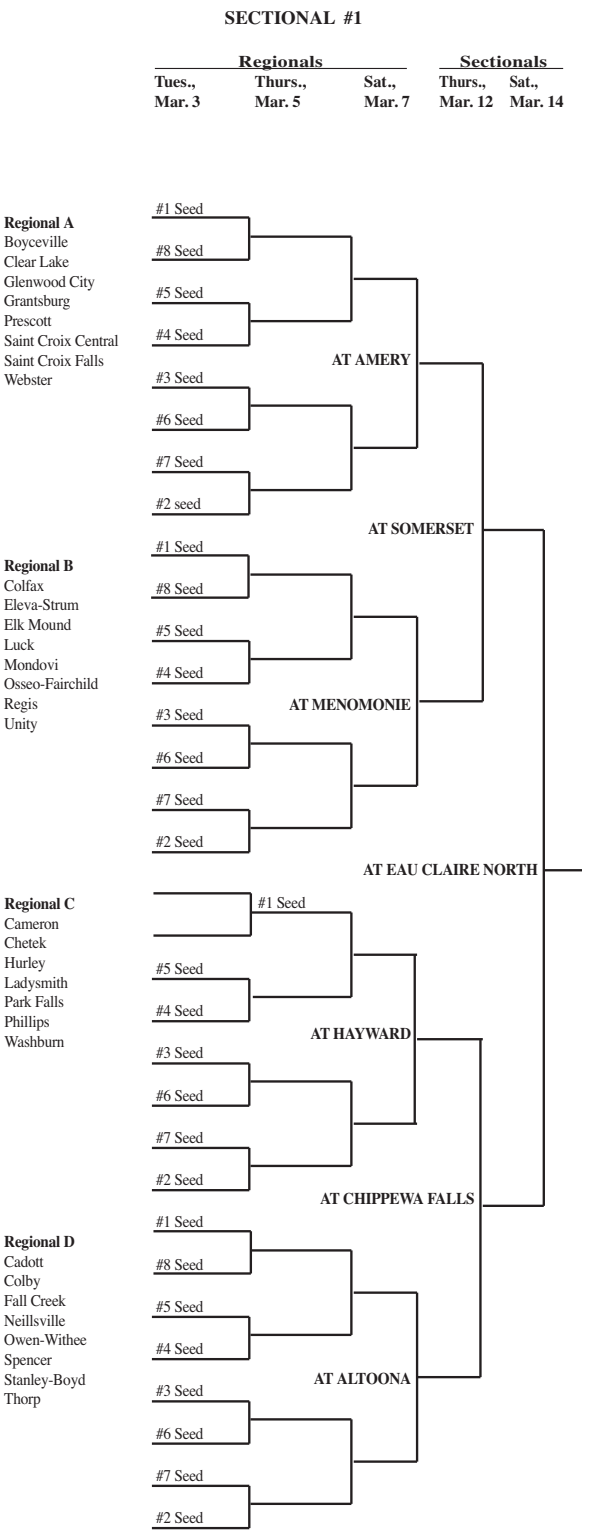 SECTIONAL #1
Regionals Sectionals
Tues., Thurs., Sat., Thurs., Sat.,
Mar. 3 Mar. 5 Mar. 7 Mar. 12 Mar. 14
#1 Seed
Regional A
Boyceville
#8 Seed
Clear Lake
Glenwood City
#5 Seed
Grantsburg
Prescott
#4 Seed
Saint Croix Central
Saint Croix Falls
AT AMERY
Webster
#3 Seed
#6 Seed
#7 Seed
#2 seed
AT SOMERSET
#1 Seed
Regional B
Colfax
#8 Seed
Eleva-Strum
Elk Mound
#5 Seed
Luck
Mondovi
#4 Seed
Osseo-Fairchild
Regis
AT MENOMONIE
#3 Seed
Unity
#6 Seed
#7 Seed
#2 Seed
AT EAU CLAIRE NORTH
Regional C
#1 Seed
Cameron
Chetek
Hurley
#5 Seed
Ladysmith
Park Falls
#4 Seed
Phillips
AT HAYWARD
Washburn
#3 Seed
#6 Seed
#7 Seed
#2 Seed
AT CHIPPEWA FALLS
#1 Seed
Regional D
Cadott
#8 Seed
Colby
Fall Creek
#5 Seed
Neillsville
Owen-Withee
#4 Seed
Spencer
Stanley-Boyd
AT ALTOONA
#3 Seed
Thorp
#6 Seed
#7 Seed
#2 Seed